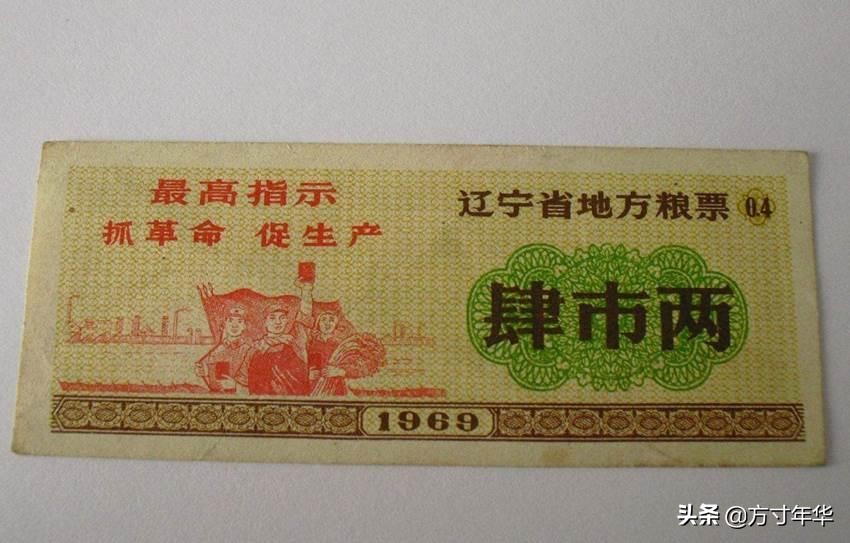 最高指示
抓革命 促生产
辽宁省地方粮票 0.4
肆市两
1969
头条 @方寸年华